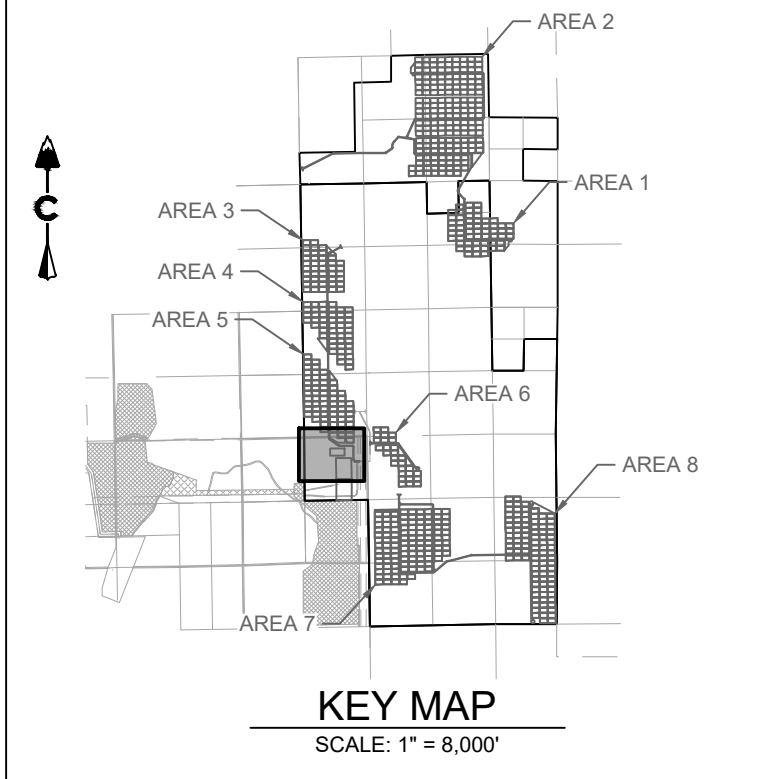 AREA 2
AREA 1
AREA 3
AREA 4
AREA 5
AREA 6
AREA 8
AREA 7
C
KEY MAP
SCALE: 1" = 8,000'